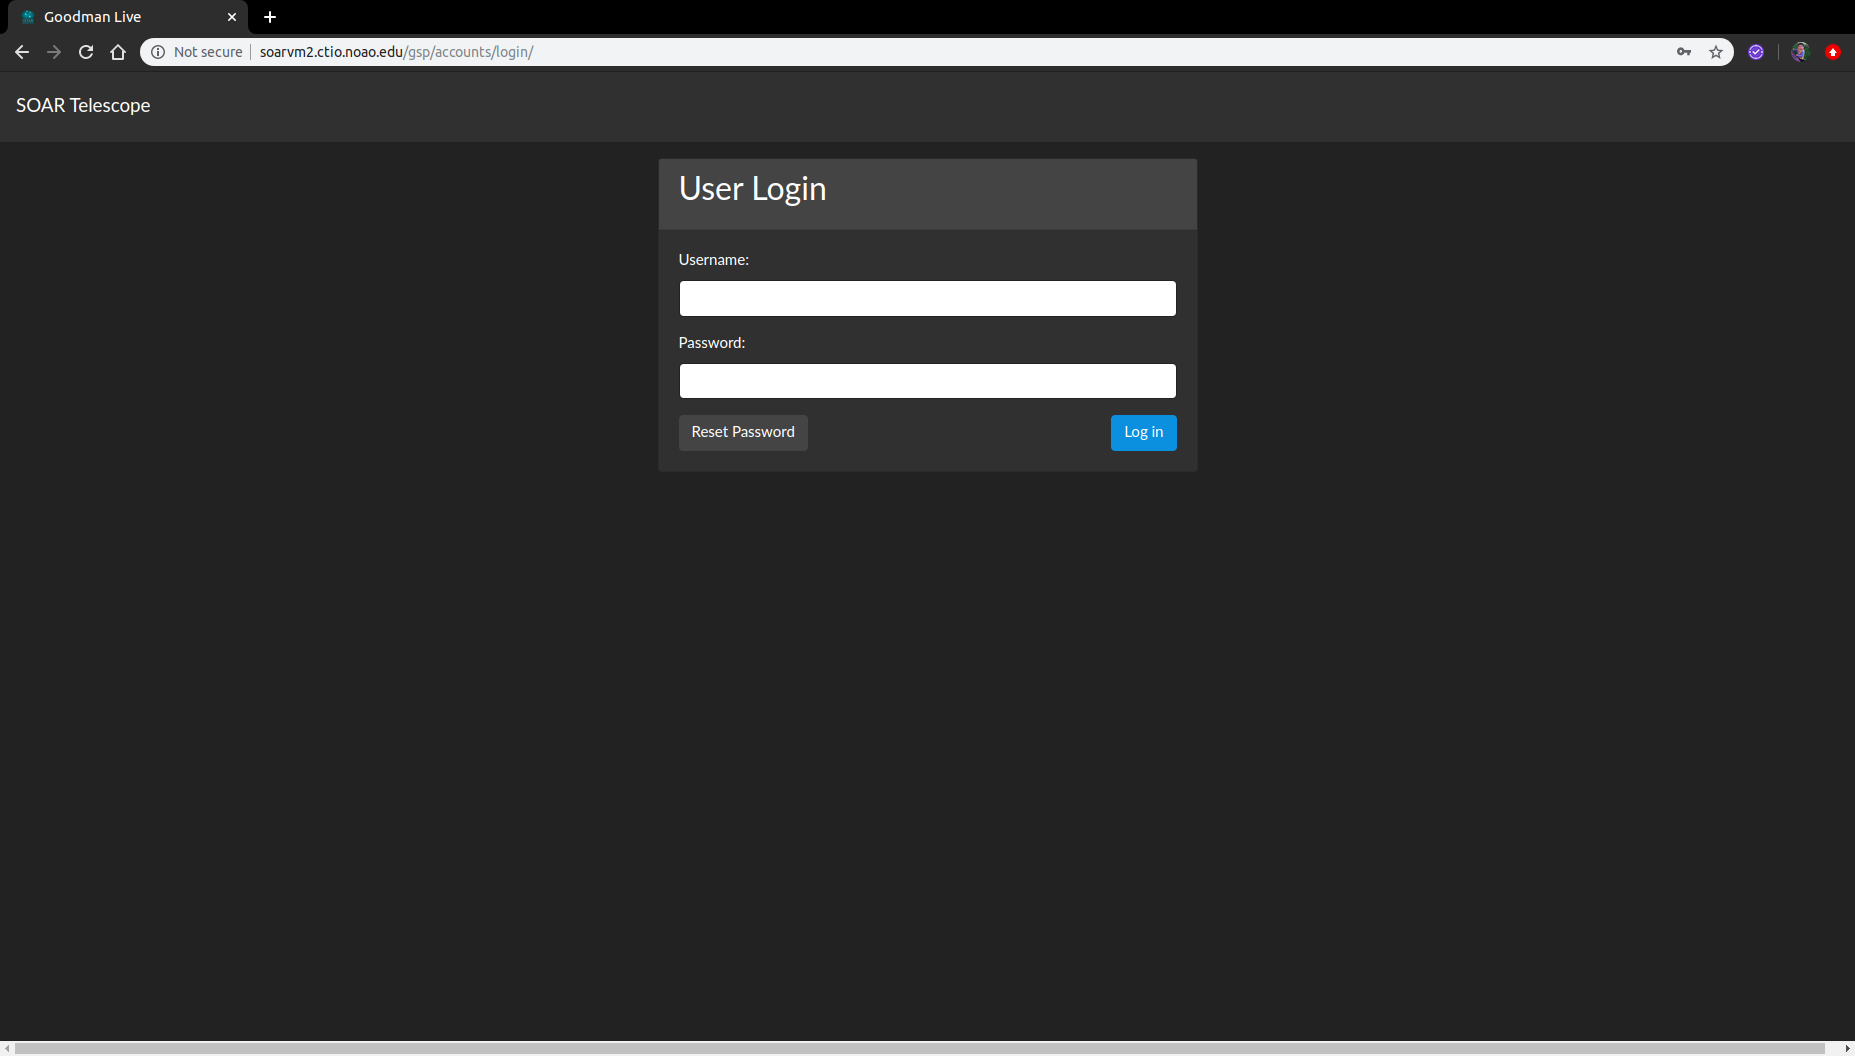 Goodman Live
Not secure soarvm2.ctio.noao.edu/gsp/accounts/login/
SOAR Telescope
User Login
Username:
Password:
Reset Password Log in